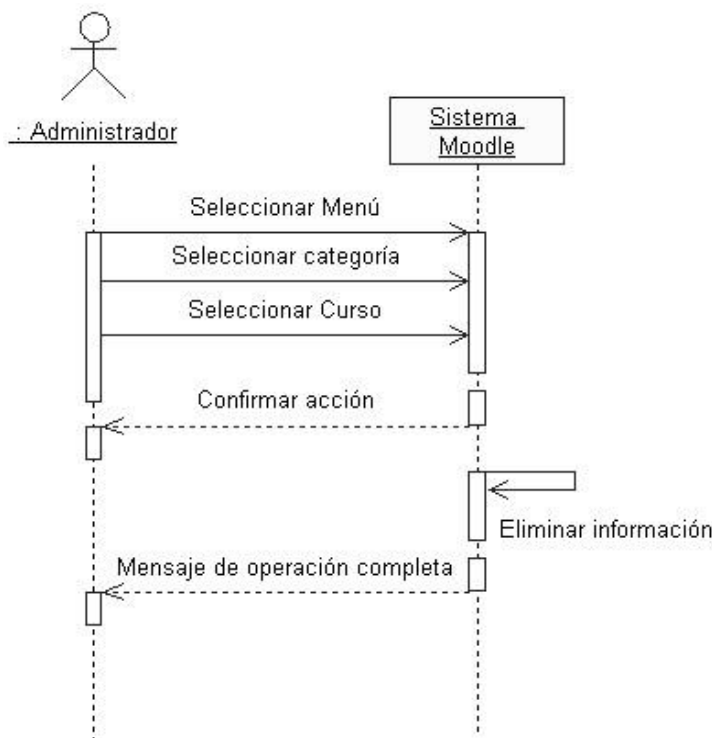 : Administrador
Sistema
Moodle
Seleccionar Menú
Seleccionar categoría
Seleccionar Curso
Confirmar acción
Eliminar información
Mensaje de operación completa